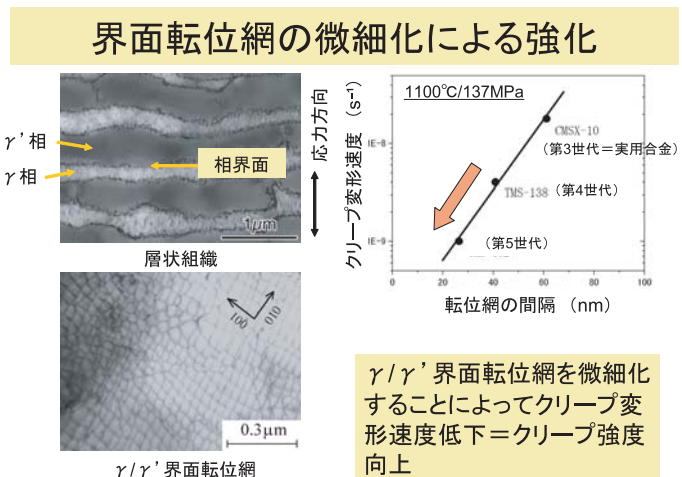 界面転位網の微細化による強化
γ’相
γ相
相界面
1μm
応力方向
層状組織
100
010
0.3μm
γ/γ’界面転位網
クリープ変形速度 (s⁻¹)
1100℃/137MPa
1E-8
1E-9
CMSX-10
(第3世代=実用合金)
TMS-138 (第4世代)
(第5世代)
0 20 40 60 80 100
転位網の間隔 (nm)
γ/γ’界面転位網を微細化
することによってクリープ変
形速度低下=クリープ強度
向上